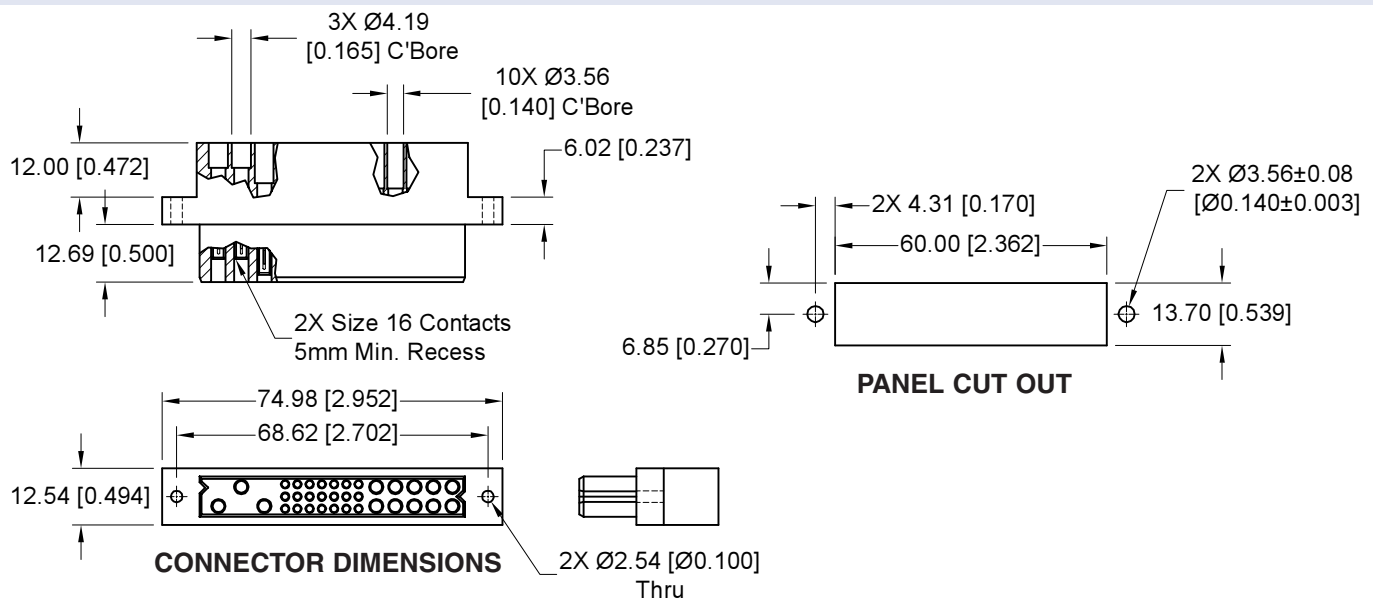 3X Ø4.19
[0.165] C'Bore
10X Ø3.56
[0.140] C'Bore
12.00 [0.472]
6.02 [0.237]
12.69 [0.500]
2X Size 16 Contacts
5mm Min. Recess
2X Ø3.56±0.08
[Ø0.140±0.003]
2X 4.31 [0.170]
60.00 [2.362]
13.70 [0.539]
6.85 [0.270]
PANEL CUT OUT
74.98 [2.952]
68.62 [2.702]
12.54 [0.494]
CONNECTOR DIMENSIONS
2X Ø2.54 [Ø0.100]
Thru